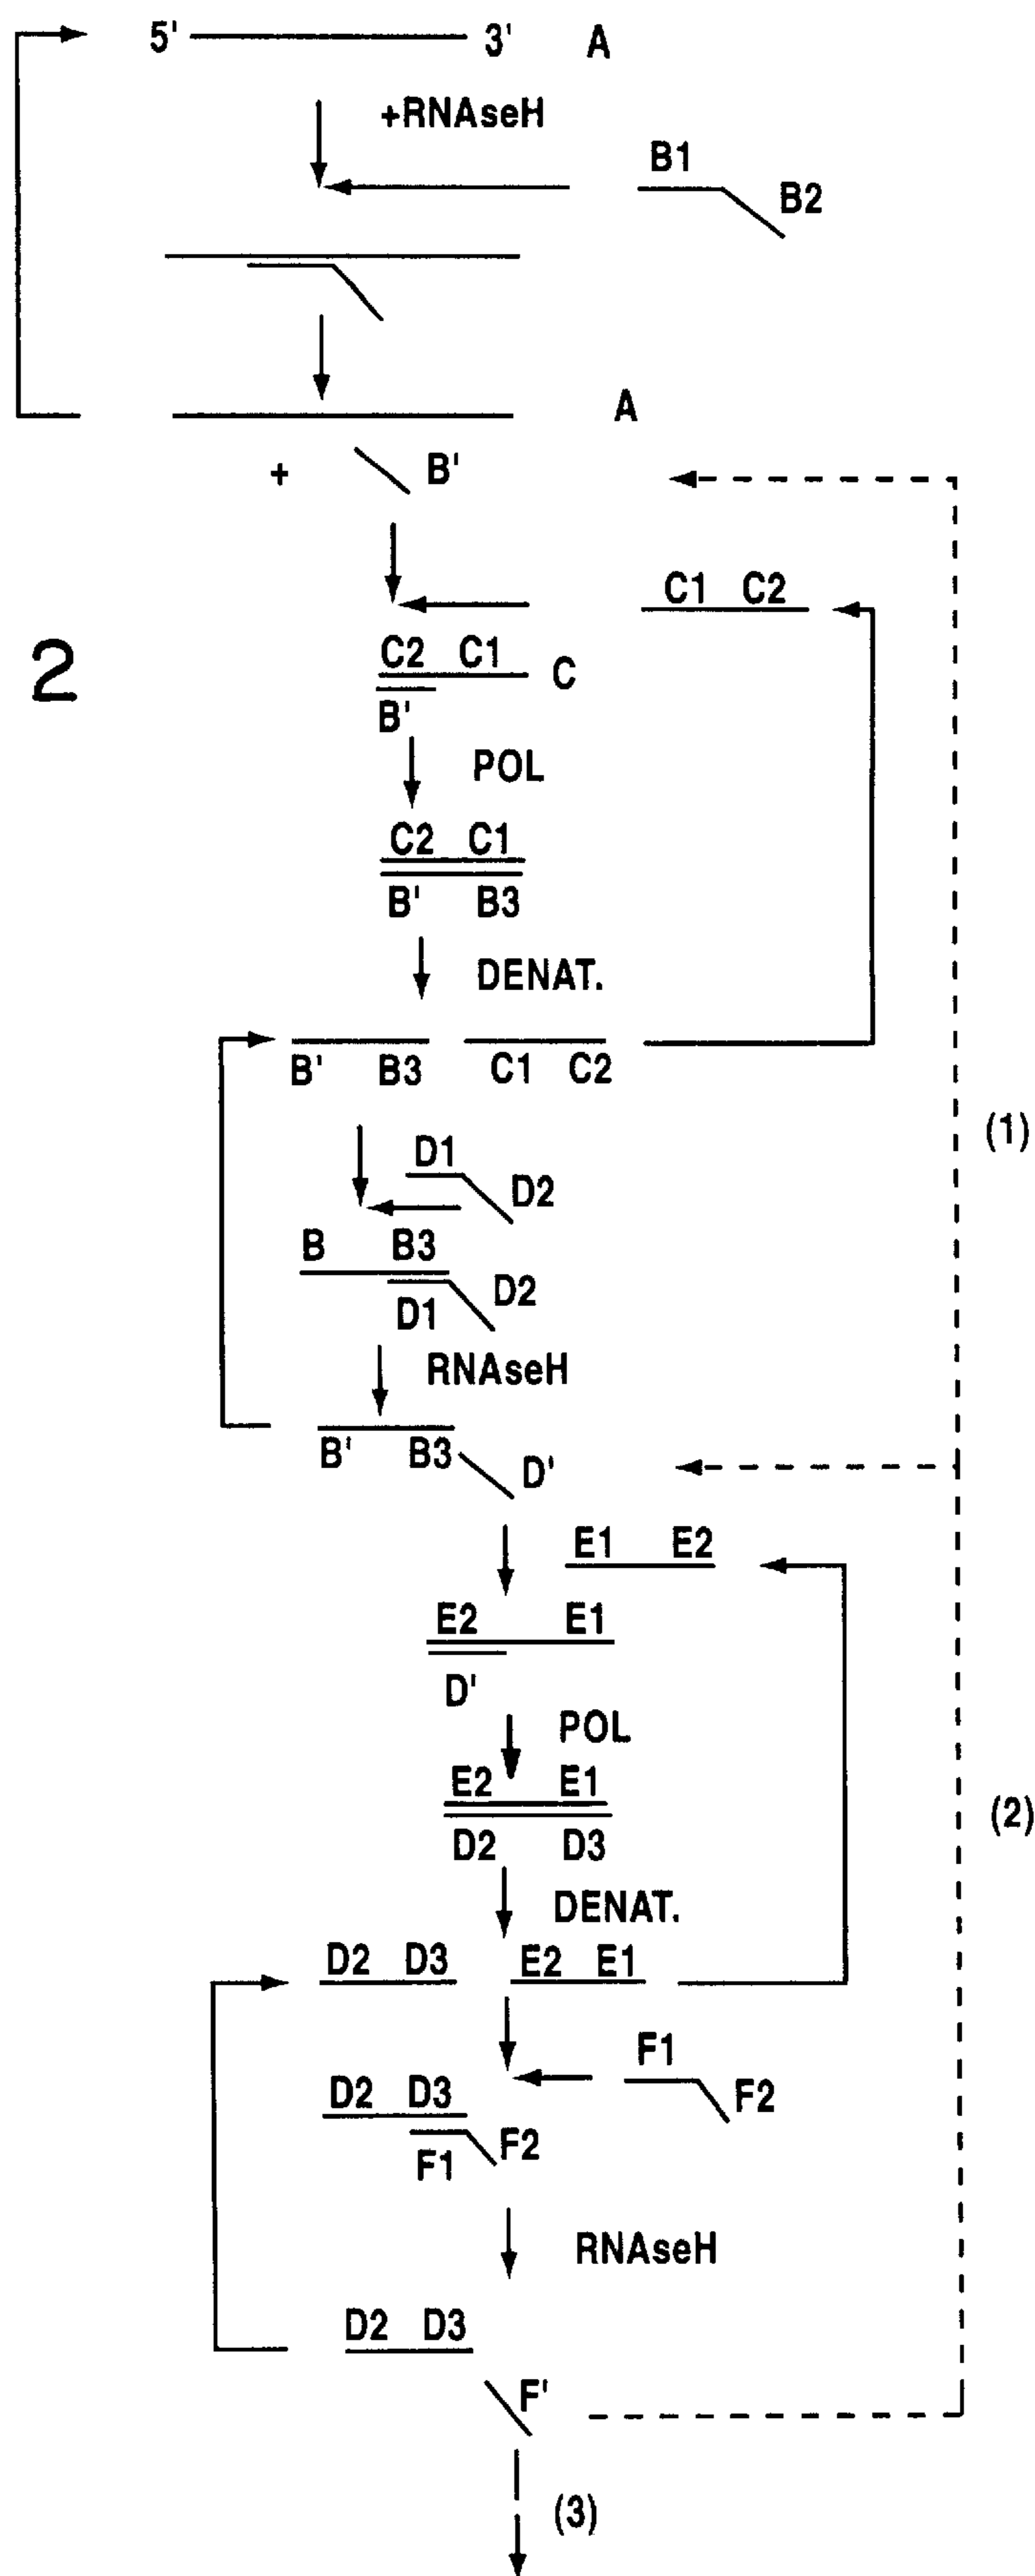 5' 3' A
+RNAseH
B1
B2
A
+ B'
C1 C2
2
C2 C1
C
B'
POL
C2 C1
B' B3
DENAT.
B' B3 C1 C2
(1)
D1
D2
B B3
D2
D1
RNAseH
B' B3
D'
E1 E2
E2 E1
D'
POL
E2 E1
(2)
D2 D3
DENAT.
D2 D3 E2 E1
F1
D2 D3 F2
F2
F1
RNAseH
D2 D3
F'
(3)